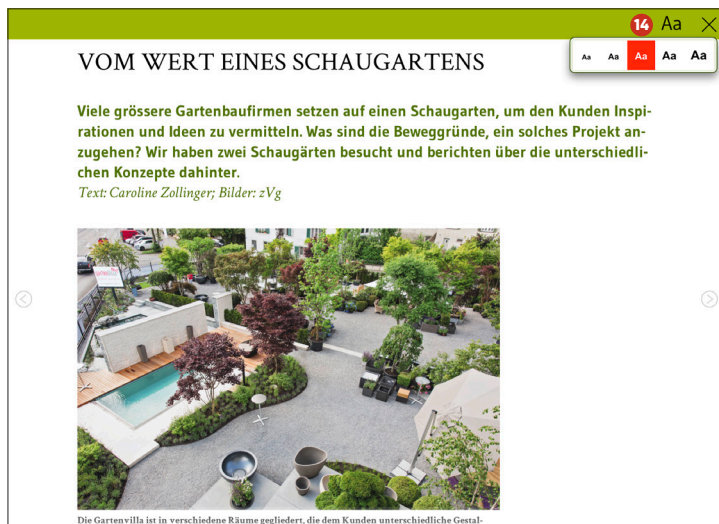 14 Aa
Aa Aa Aa Aa Aa
VOM WERT EINES SCHAUGARTENS
Viele grössere Gartenbaufirmen setzen auf einen Schaugarten, um den Kunden Inspi-
rationen und Ideen zu vermitteln. Was sind die Beweggründe, ein solches Projekt an-
zugehen? Wir haben zwei Schaugärten besucht und berichten über die unterschiedli-
chen Konzepte dahinter.
Text: Caroline Zollinger; Bilder: zVg
Die Gartenvilla ist in verschiedene Räume gegliedert, die dem Kunden unterschiedliche Gestal-